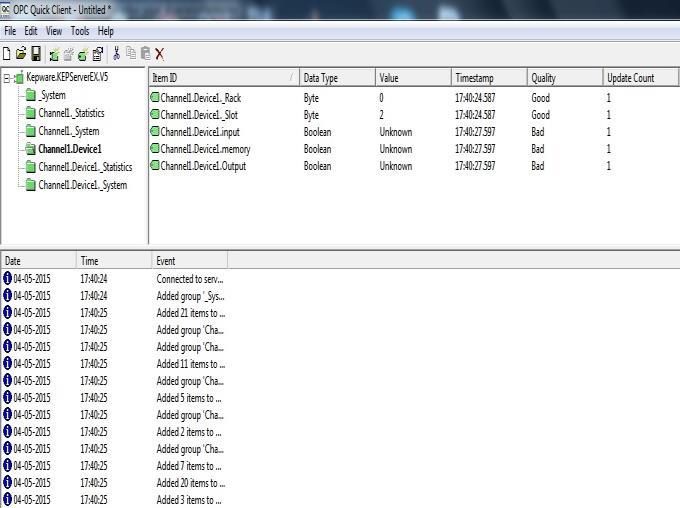 OPC Quick Client - Untitled *
File Edit View Tools Help
Kepware.KEPServerEX.V5
_System
Channel1._Statistics
Channel1._System
Channel1.Device1
Channel1.Device1._Statistics
Channel1.Device1._System
Item ID Data Type Value Timestamp Quality Update Count
Channel1.Device1._Rack Byte 0 17:40:24.587 Good 1
Channel1.Device1._Slot Byte 2 17:40:24.587 Good 1
Channel1.Device1.input Boolean Unknown 17:40:27.597 Bad 1
Channel1.Device1.memory Boolean Unknown 17:40:27.597 Bad 1
Channel1.Device1.Output Boolean Unknown 17:40:27.597 Bad 1
Date Time Event
04-05-2015 17:40:24 Connected to serv...
04-05-2015 17:40:24 Added group '_Sys...
04-05-2015 17:40:25 Added 21 items to ...
04-05-2015 17:40:25 Added group 'Cha...
04-05-2015 17:40:25 Added group 'Cha...
04-05-2015 17:40:25 Added 11 items to ...
04-05-2015 17:40:25 Added group 'Cha...
04-05-2015 17:40:25 Added 5 items to ...
04-05-2015 17:40:25 Added group 'Cha...
04-05-2015 17:40:25 Added 2 items to ...
04-05-2015 17:40:25 Added group 'Cha...
04-05-2015 17:40:25 Added 7 items to ...
04-05-2015 17:40:25 Added 20 items to ...
04-05-2015 17:40:25 Added 3 items to ...